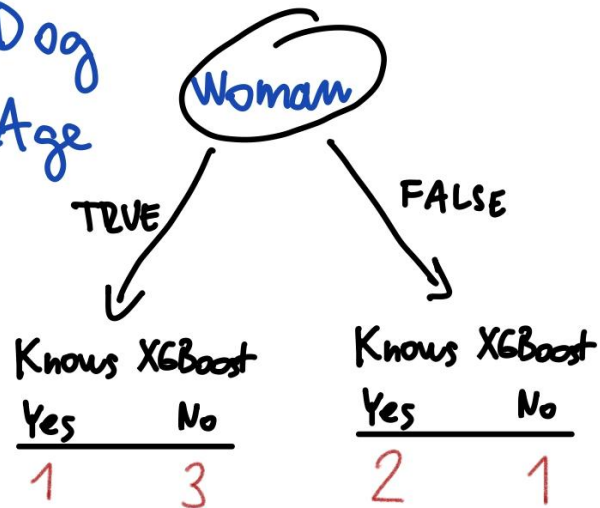 Dog
Age
Woman
TRUE
FALSE
Knows XGBoost
Yes No
1 3
Knows XGBoost
Yes No
2 1